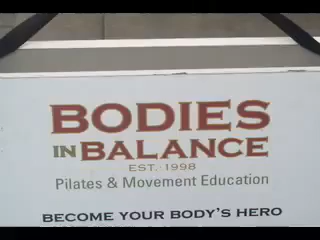 BODIES
IN BALANCE
EST. 1998
Pilates & Movement Education
BECOME YOUR BODY'S HERO